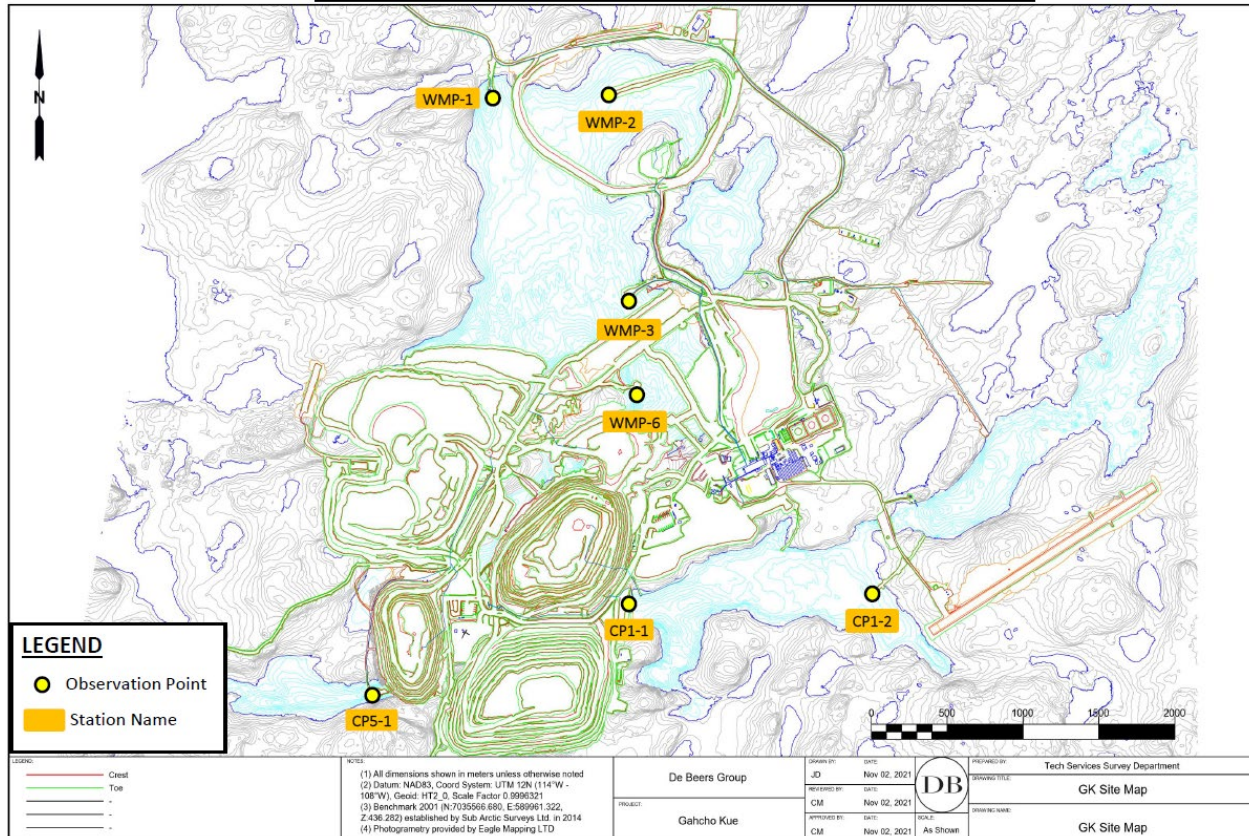 N
WMP-1
WMP-2
WMP-3
WMP-6
CP1-1
CP1-2
CP5-1
LEGEND
Observation Point
Station Name
0 500 1000 1500 2000
LEGEND:
Crest
Toe
-
-
-
NOTES:
(1) All dimensions shown in meters unless otherwise noted
(2) Datum: NAD83, Coord System: UTM 12N (114°W -
108°W), Geoid: HT2_0, Scale Factor 0.9996321
(3) Benchmark 2001 (N:7035566.680, E:589961.322,
Z:436.282) established by Sub Arctic Surveys Ltd. in 2014
(4) Photogrametry provided by Eagle Mapping LTD
De Beers Group
PROJECT:
Gahcho Kue
DRAWN BY: DATE:
JD Nov 02, 2021
REVIEWED BY: DATE:
CM Nov 02, 2021
APPROVED BY: DATE:
CM Nov 02, 2021
DB
SCALE:
As Shown
PREPARED BY:
Tech Services Survey Department
DRAWING TITLE:
GK Site Map
DRAWING NAME:
GK Site Map